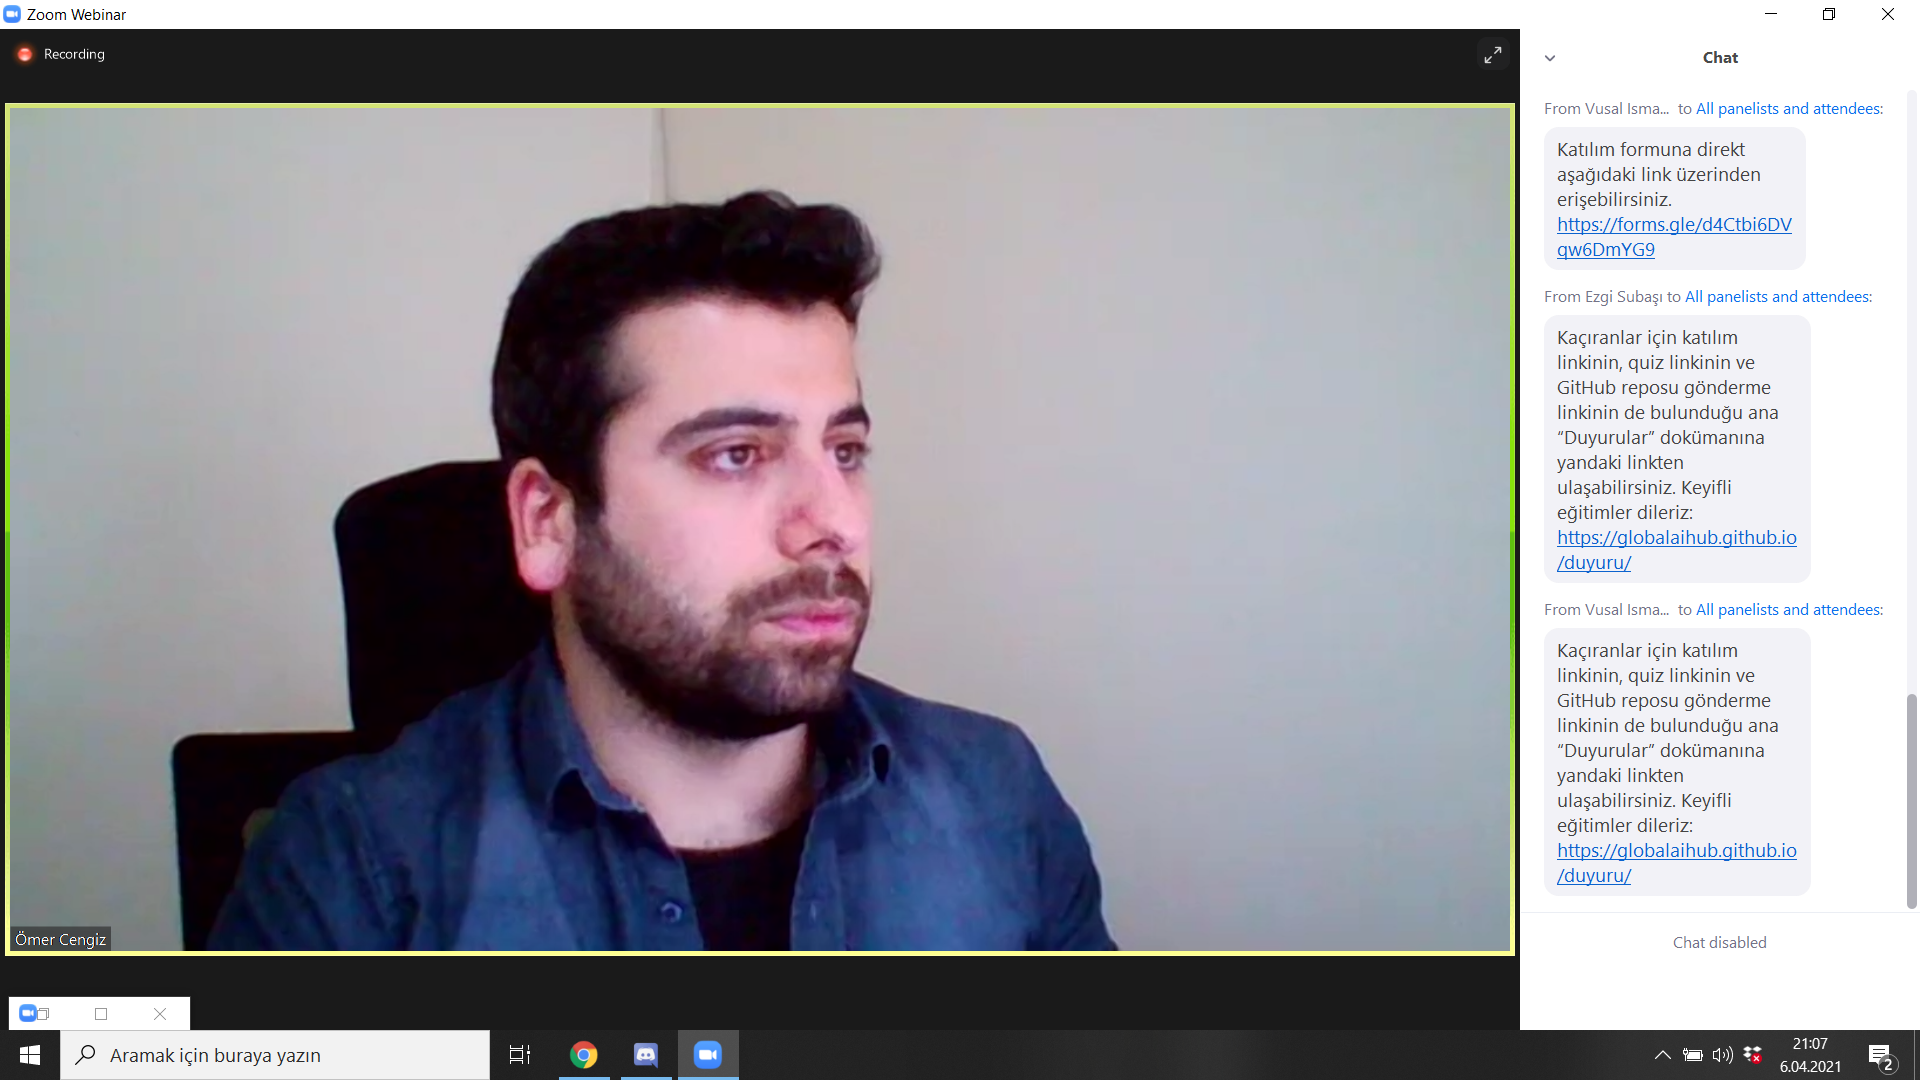 Zoom Webinar
Recording
Chat
From Vusal Isma... to All panelists and attendees:
Katılım formuna direkt
aşağıdaki link üzerinden
erişebilirsiniz.
https://forms.gle/d4Ctbi6DV
qw6DmYG9
From Ezgi Subaşı to All panelists and attendees:
Kaçıranlar için katılım
linkinin, quiz linkinin ve
GitHub reposu gönderme
linkinin de bulunduğu ana
“Duyurular” dokümanına
yandaki linkten
ulaşabilirsiniz. Keyifli
eğitimler dileriz:
https://globalaihub.github.io
/duyuru/
From Vusal Isma... to All panelists and attendees:
Kaçıranlar için katılım
linkinin, quiz linkinin ve
GitHub reposu gönderme
linkinin de bulunduğu ana
“Duyurular” dokümanına
yandaki linkten
ulaşabilirsiniz. Keyifli
eğitimler dileriz:
https://globalaihub.github.io
/duyuru/
Chat disabled
Ömer Cengiz
Aramak için buraya yazın
21:07
6.04.2021
2